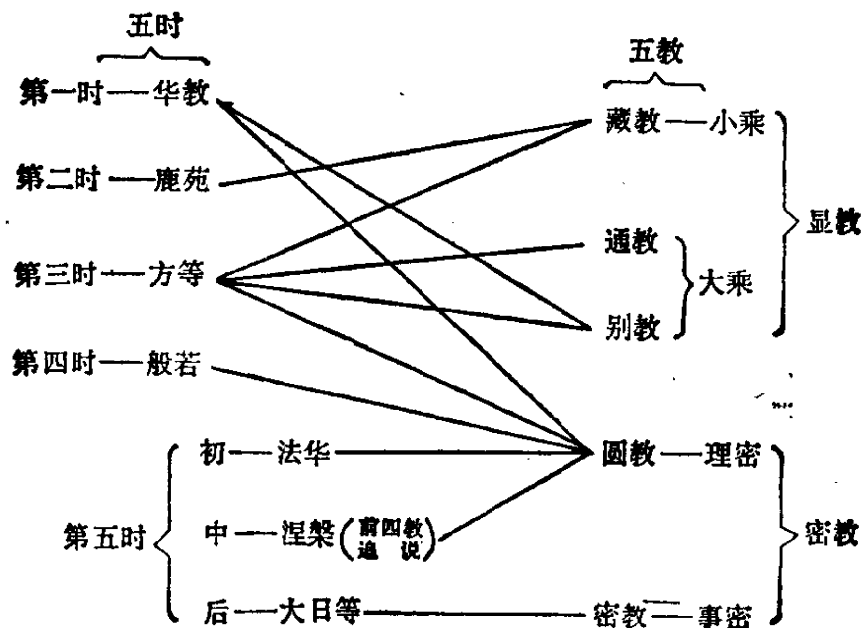 五时
第一时——华教
第二时——鹿苑
第三时——方等
第四时——般若
第五时
初——法华
中——涅槃(前四教追说)
后——大日等
五教
藏教——小乘
通教
别教
大乘
显教
圆教——理密
密教——事密
密教